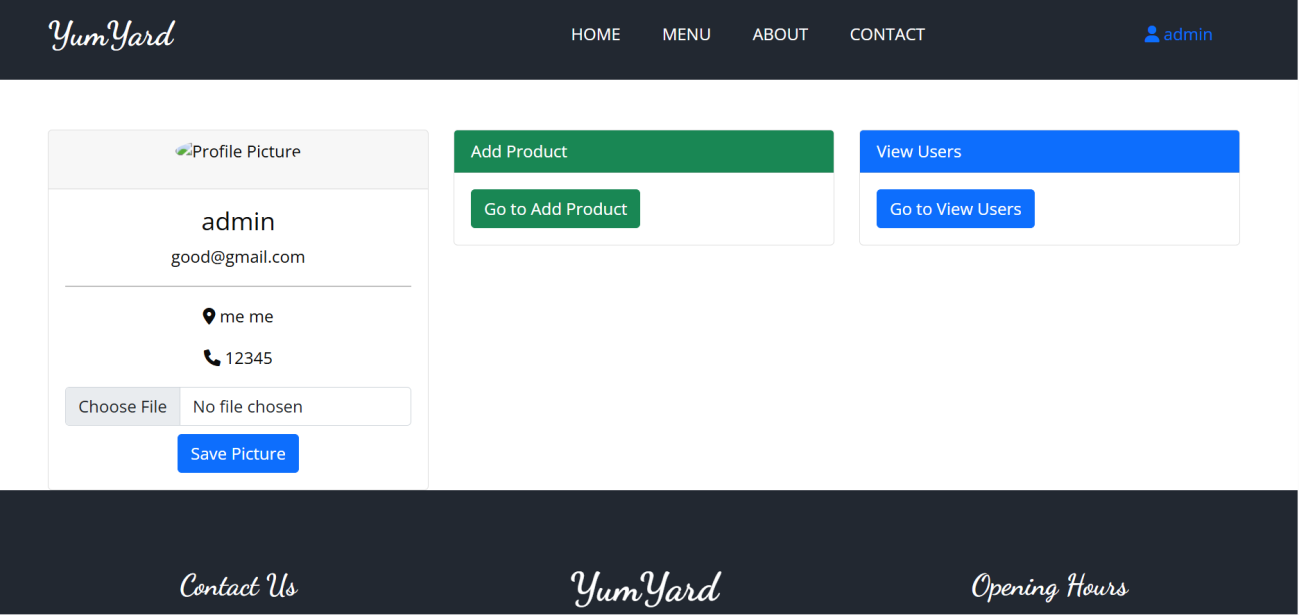 YumYard
HOME MENU ABOUT CONTACT
admin
Profile Picture
admin
good@gmail.com
me me
12345
Choose File No file chosen
Save Picture
Add Product
Go to Add Product
View Users
Go to View Users
Contact Us
YumYard
Opening Hours